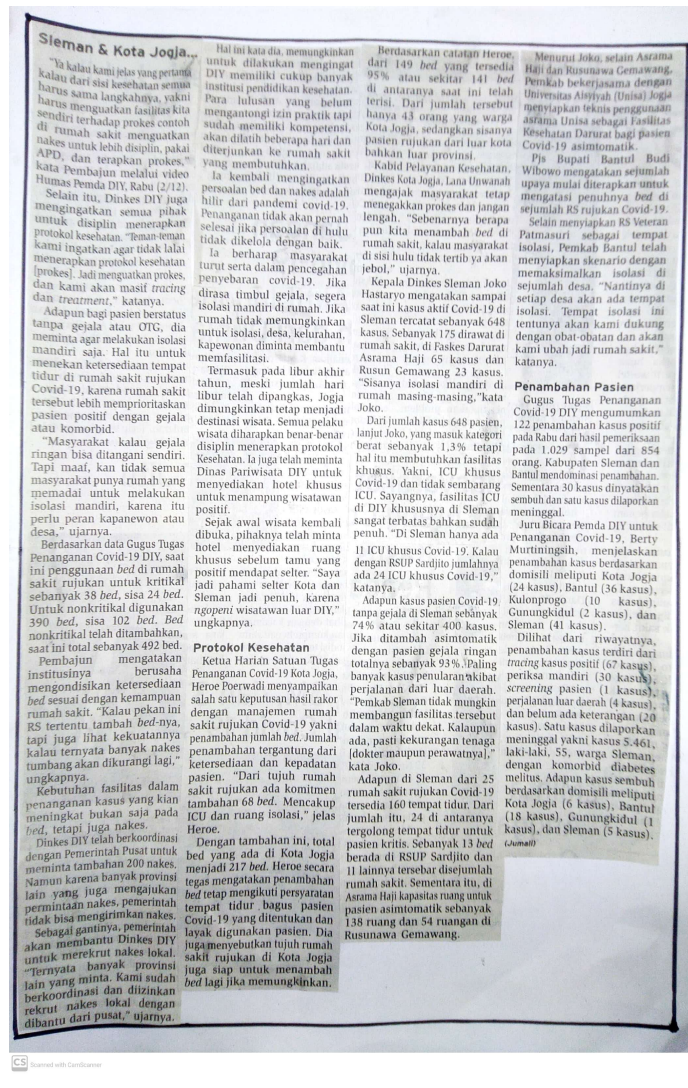 Sleman & Kota Jogja...
"Ya kalau kami jelas yang pertama
kalau dari sisi kesehatan semua
harus sama langkahnya, yakni
harus menguatkan fasilitas kita
sendiri terhadap prokes contoh
di rumah sakit menguatkan
nakes untuk lebih disiplin, pakai
APD, dan terapkan prokes,"
kata Pembajun melalui video
Humas Pemda DIY, Rabu (2/12).
Selain itu, Dinkes DIY juga
mengingatkan semua pihak
untuk disiplin menerapkan
protokol kesehatan. "Teman-teman
kami ingatkan agar tidak lalai
menerapkan protokol kesehatan
[prokes]. Jadi menguatkan prokes,
dan kami akan masif tracing
dan treatment," katanya.
Adapun bagi pasien berstatus
tanpa gejala atau OTG, dia
meminta agar melakukan isolasi
mandiri saja. Hal itu untuk
menekan ketersediaan tempat
tidur di rumah sakit rujukan
Covid-19, karena rumah sakit
tersebut lebih memprioritaskan
pasien positif dengan gejala
atau komorbid.
"Masyarakat kalau gejala
ringan bisa ditangani sendiri.
Tapi maaf, kan tidak semua
masyarakat punya rumah yang
memadai untuk melakukan
isolasi mandiri, karena itu
perlu peran kapanewon atau
desa," ujarnya.
Berdasarkan data Gugus Tugas
Penanganan Covid-19 DIY, saat
ini penggunaan bed di rumah
sakit rujukan untuk kritikal
sebanyak 38 bed, sisa 24 bed.
Untuk nonkritikal digunakan
390 bed, sisa 102 bed. Bed
nonkritikal telah ditambahkan,
saat ini total sebanyak 492 bed.
Pembajun mengatakan
institusinya berusaha
mengondisikan ketersediaan
bed sesuai dengan kemampuan
rumah sakit. "Kalau pekan ini
RS tertentu tambah bed-nya,
tapi juga lihat kekuatannya
kalau ternyata banyak nakes
tumbang akan dikurangi lagi,"
ungkapnya.
Kebutuhan fasilitas dalam
penanganan kasus yang kian
meningkat bukan saja pada
bed, tetapi juga nakes.
Dinkes DIY telah berkoordinasi
dengan Pemerintah Pusat untuk
meminta tambahan 200 nakes.
Namun karena banyak provinsi
lain yang juga mengajukan
permintaan nakes, pemerintah
tidak bisa mengirimkan nakes.
Sebagai gantinya, pemerintah
akan membantu Dinkes DIY
untuk merekrut nakes lokal.
"Ternyata banyak provinsi
lain yang minta. Kami sudah
berkoordinasi dan diizinkan
rekrut nakes lokal dengan
dibantu dari pusat," ujarnya.
Hal ini kata dia, memungkinkan
untuk dilakukan mengingat
DIY memiliki cukup banyak
institusi pendidikan kesehatan.
Para lulusan yang belum
mengantongi izin praktik tapi
sudah memiliki kompetensi,
akan dilatih beberapa hari dan
diterjunkan ke rumah sakit
yang membutuhkan.
Ia kembali mengingatkan
persoalan bed dan nakes adalah
hilir dari pandemi covid-19.
Penanganan tidak akan pernah
selesai jika persoalan di hulu
tidak dikelola dengan baik.
Ia berharap masyarakat
turut serta dalam pencegahan
penyebaran covid-19. Jika
dirasa timbul gejala, segera
isolasi mandiri di rumah. Jika
rumah tidak memungkinkan
untuk isolasi, desa, kelurahan,
kapewonan diminta membantu
memfasilitasi.
Termasuk pada libur akhir
tahun, meski jumlah hari
libur telah dipangkas, Jogja
dimungkinkan tetap menjadi
destinasi wisata. Semua pelaku
wisata diharapkan benar-benar
disiplin menerapkan protokol
Kesehatan. Ia juga telah meminta
Dinas Pariwisata DIY untuk
menyediakan hotel khusus
untuk menampung wisatawan
positif.
Sejak awal wisata kembali
dibuka, pihaknya telah minta
hotel menyediakan ruang
khusus sebelum tamu yang
positif mendapat selter. "Saya
jadi pahami selter Kota dan
Sleman jadi penuh, karena
ngopeni wisatawan luar DIY,"
ungkapnya.
Protokol Kesehatan
Ketua Harian Satuan Tugas
Penanganan Covid-19 Kota Jogja,
Heroe Poerwadi menyampaikan
salah satu keputusan hasil rakor
dengan manajemen rumah
sakit rujukan Covid-19 yakni
penambahan jumlah bed. Jumlah
penambahan tergantung dari
ketersediaan dan kepadatan
pasien. "Dari tujuh rumah
sakit rujukan ada komitmen
tambahan 68 bed. Mencakup
ICU dan ruang isolasi," jelas
Heroe.
Dengan tambahan ini, total
bed yang ada di Kota Jogja
menjadi 217 bed. Heroe secara
tegas mengatakan penambahan
bed tetap mengikuti persyaratan
tempat tidur bagus pasien
Covid-19 yang ditentukan dan
layak digunakan pasien. Dia
juga menyebutkan tujuh rumah
sakit rujukan di Kota Jogja
juga siap untuk menambah
bed lagi jika memungkinkan.
Berdasarkan catatan Heroe,
dari 149 bed yang tersedia
95% atau sekitar 141 bed
di antaranya saat ini telah
terisi. Dari jumlah tersebut
hanya 43 orang yang warga
Kota Jogja, sedangkan sisanya
pasien rujukan dari luar kota
bahkan luar provinsi.
Kabid Pelayanan Kesehatan,
Dinkes Kota Jogja, Lana Unwanah
mengajak masyarakat tetap
menegakkan prokes dan jangan
lengah. "Sebenarnya berapa
pun kita menambah bed di
rumah sakit, kalau masyarakat
di sisi hulu tidak tertib ya akan
jebol," ujarnya.
Kepala Dinkes Sleman Joko
Hastaryo mengatakan sampai
saat ini kasus aktif Covid-19 di
Sleman tercatat sebanyak 648
kasus. Sebanyak 175 dirawat di
rumah sakit, di Faskes Darurat
Asrama Haji 65 kasus dan
Rusun Gemawang 23 kasus.
"Sisanya isolasi mandiri di
rumah masing-masing,"kata
Joko.
Dari jumlah kasus 648 pasien,
lanjut Joko, yang masuk kategori
berat sebanyak 1,3% tetapi
hal itu membutuhkan fasilitas
khusus. Yakni, ICU khusus
Covid-19 dan tidak sembarang
ICU. Sayangnya, fasilitas ICU
di DIY khususnya di Sleman
sangat terbatas bahkan sudah
penuh. "Di Sleman hanya ada
11 ICU khusus Covid-19. Kalau
dengan RSUP Sardjito jumlahnya
ada 24 ICU khusus Covid-19,"
katanya.
Adapun kasus pasien Covid-19
tanpa gejala di Sleman sebanyak
74% atau sekitar 400 kasus.
Jika ditambah asimtomatik
dengan pasien gejala ringan
totalnya sebanyak 93%. Paling
banyak kasus penularan akibat
perjalanan dari luar daerah.
"Pemkab Sleman tidak mungkin
membangun fasilitas tersebut
dalam waktu dekat. Kalaupun
ada, pasti kekurangan tenaga
[dokter maupun perawatnya],"
kata Joko.
Adapun di Sleman dari 25
rumah sakit rujukan Covid-19
tersedia 160 tempat tidur. Dari
jumlah itu, 24 di antaranya
tergolong tempat tidur untuk
pasien kritis. Sebanyak 13 bed
berada di RSUP Sardjito dan
11 lainnya tersebar disejumlah
rumah sakit. Sementara itu, di
Asrama Haji kapasitas ruang untuk
pasien asimtomatik sebanyak
138 ruang dan 54 ruangan di
Rusunawa Gemawang.
Menurut Joko, selain Asrama
Haji dan Rusunawa Gemawang,
Pemkab bekerjasama dengan
Universitas Aisyiyah (Unisa) Jogja
menyiapkan teknis penggunaan
asrama Unisa sebagai Fasilitas
Kesehatan Darurat bagi pasien
Covid-19 asimtomatik.
Pjs Bupati Bantul Budi
Wibowo mengatakan sejumlah
upaya mulai diterapkan untuk
mengatasi penuhnya bed di
sejumlah RS rujukan Covid-19.
Selain menyiapkan RS Veteran
Patmasuri sebagai tempat
isolasi, Pemkab Bantul telah
menyiapkan skenario dengan
memaksimalkan isolasi di
sejumlah desa. "Nantinya di
setiap desa akan ada tempat
isolasi. Tempat isolasi ini
tentunya akan kami dukung
dengan obat-obatan dan akan
kami ubah jadi rumah sakit,"
katanya.
Penambahan Pasien
Gugus Tugas Penanganan
Covid-19 DIY mengumumkan
122 penambahan kasus positif
pada Rabu dari hasil pemeriksaan
pada 1.029 sampel dari 854
orang. Kabupaten Sleman dan
Bantul mendominasi penambahan.
Sementara 30 kasus dinyatakan
sembuh dan satu kasus dilaporkan
meninggal.
Juru Bicara Pemda DIY untuk
Penanganan Covid-19, Berty
Murtiningsih, menjelaskan
penambahan kasus berdasarkan
domisili meliputi Kota Jogja
(24 kasus), Bantul (36 kasus),
Kulonprogo (10 kasus),
Gunungkidul (2 kasus), dan
Sleman (41 kasus).
Dilihat dari riwayatnya,
penambahan kasus terdiri dari
tracing kasus positif (67 kasus),
periksa mandiri (30 kasus),
screening pasien (1 kasus),
perjalanan luar daerah (4 kasus),
dan belum ada keterangan (20
kasus). Satu kasus dilaporkan
meninggal yakni kasus 5.461,
laki-laki, 55, warga Sleman,
dengan komorbid diabetes
melitus. Adapun kasus sembuh
berdasarkan domisili meliputi
Kota Jogja (6 kasus), Bantul
(18 kasus), Gunungkidul (1
kasus), dan Sleman (5 kasus).
(Jumali)
CS Scanned with CamScanner